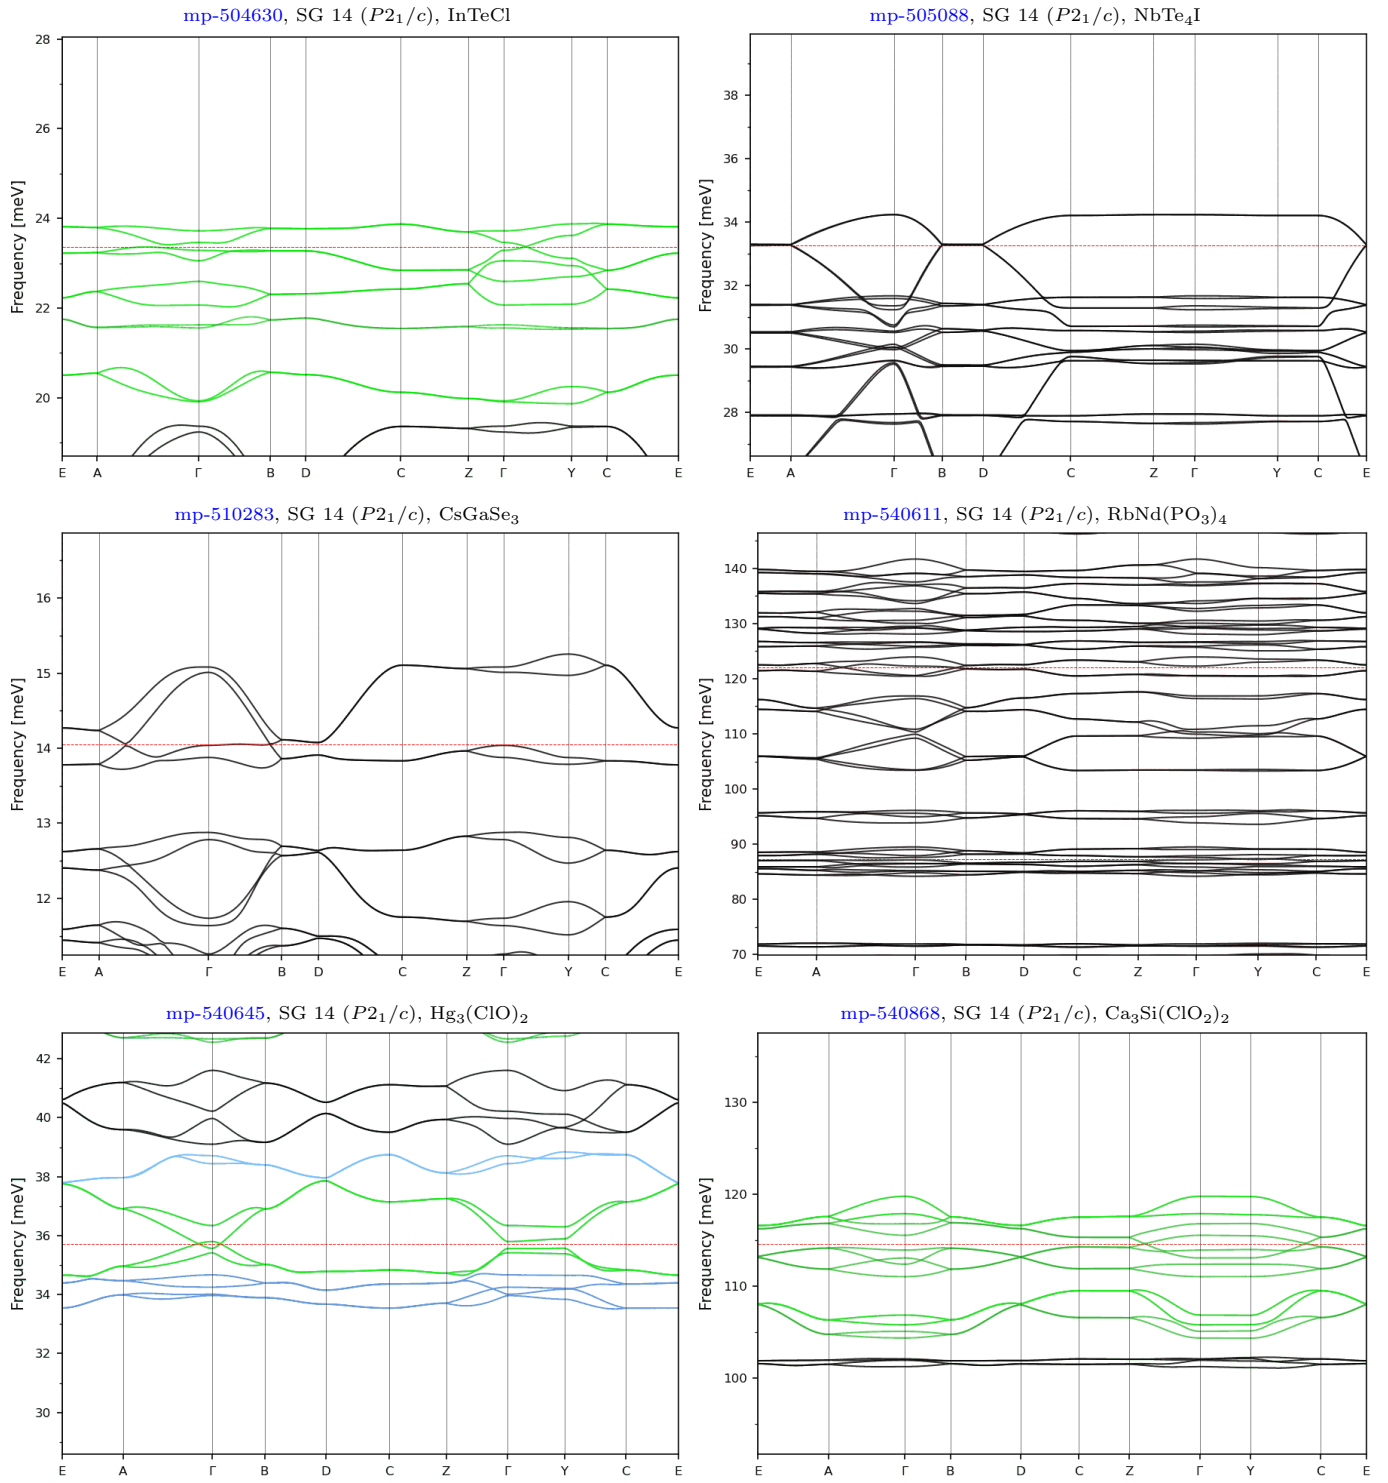 mp-504630, SG 14 (P2₁/c), InTeCl
28
26
24
22
20
Frequency [meV]
E A Γ B D C Z Γ Y C E
mp-505088, SG 14 (P2₁/c), NbTe₄I
38
36
34
32
30
28
Frequency [meV]
E A Γ B D C Z Γ Y C E
mp-510283, SG 14 (P2₁/c), CsGaSe₃
16
15
14
13
12
Frequency [meV]
E A Γ B D C Z Γ Y C E
mp-540611, SG 14 (P2₁/c), RbNd(PO₃)₄
140
130
120
110
100
90
80
70
Frequency [meV]
E A Γ B D C Z Γ Y C E
mp-540645, SG 14 (P2₁/c), Hg₃(ClO)₂
42
40
38
36
34
32
30
Frequency [meV]
E A Γ B D C Z Γ Y C E
mp-540868, SG 14 (P2₁/c), Ca₃Si(ClO₂)₂
130
120
110
100
Frequency [meV]
E A Γ B D C Z Γ Y C E